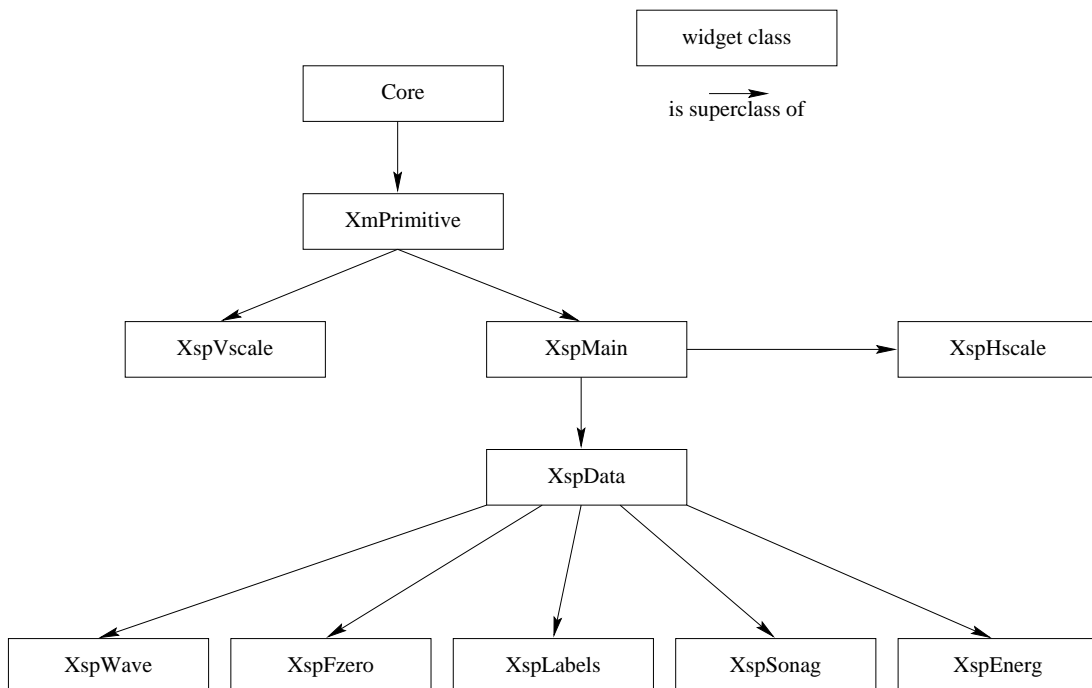 widget class
Core
is superclass of
XmPrimitive
XspVscale
XspMain
XspHscale
XspData
XspWave
XspFzero
XspLabels
XspSonag
XspEnerg